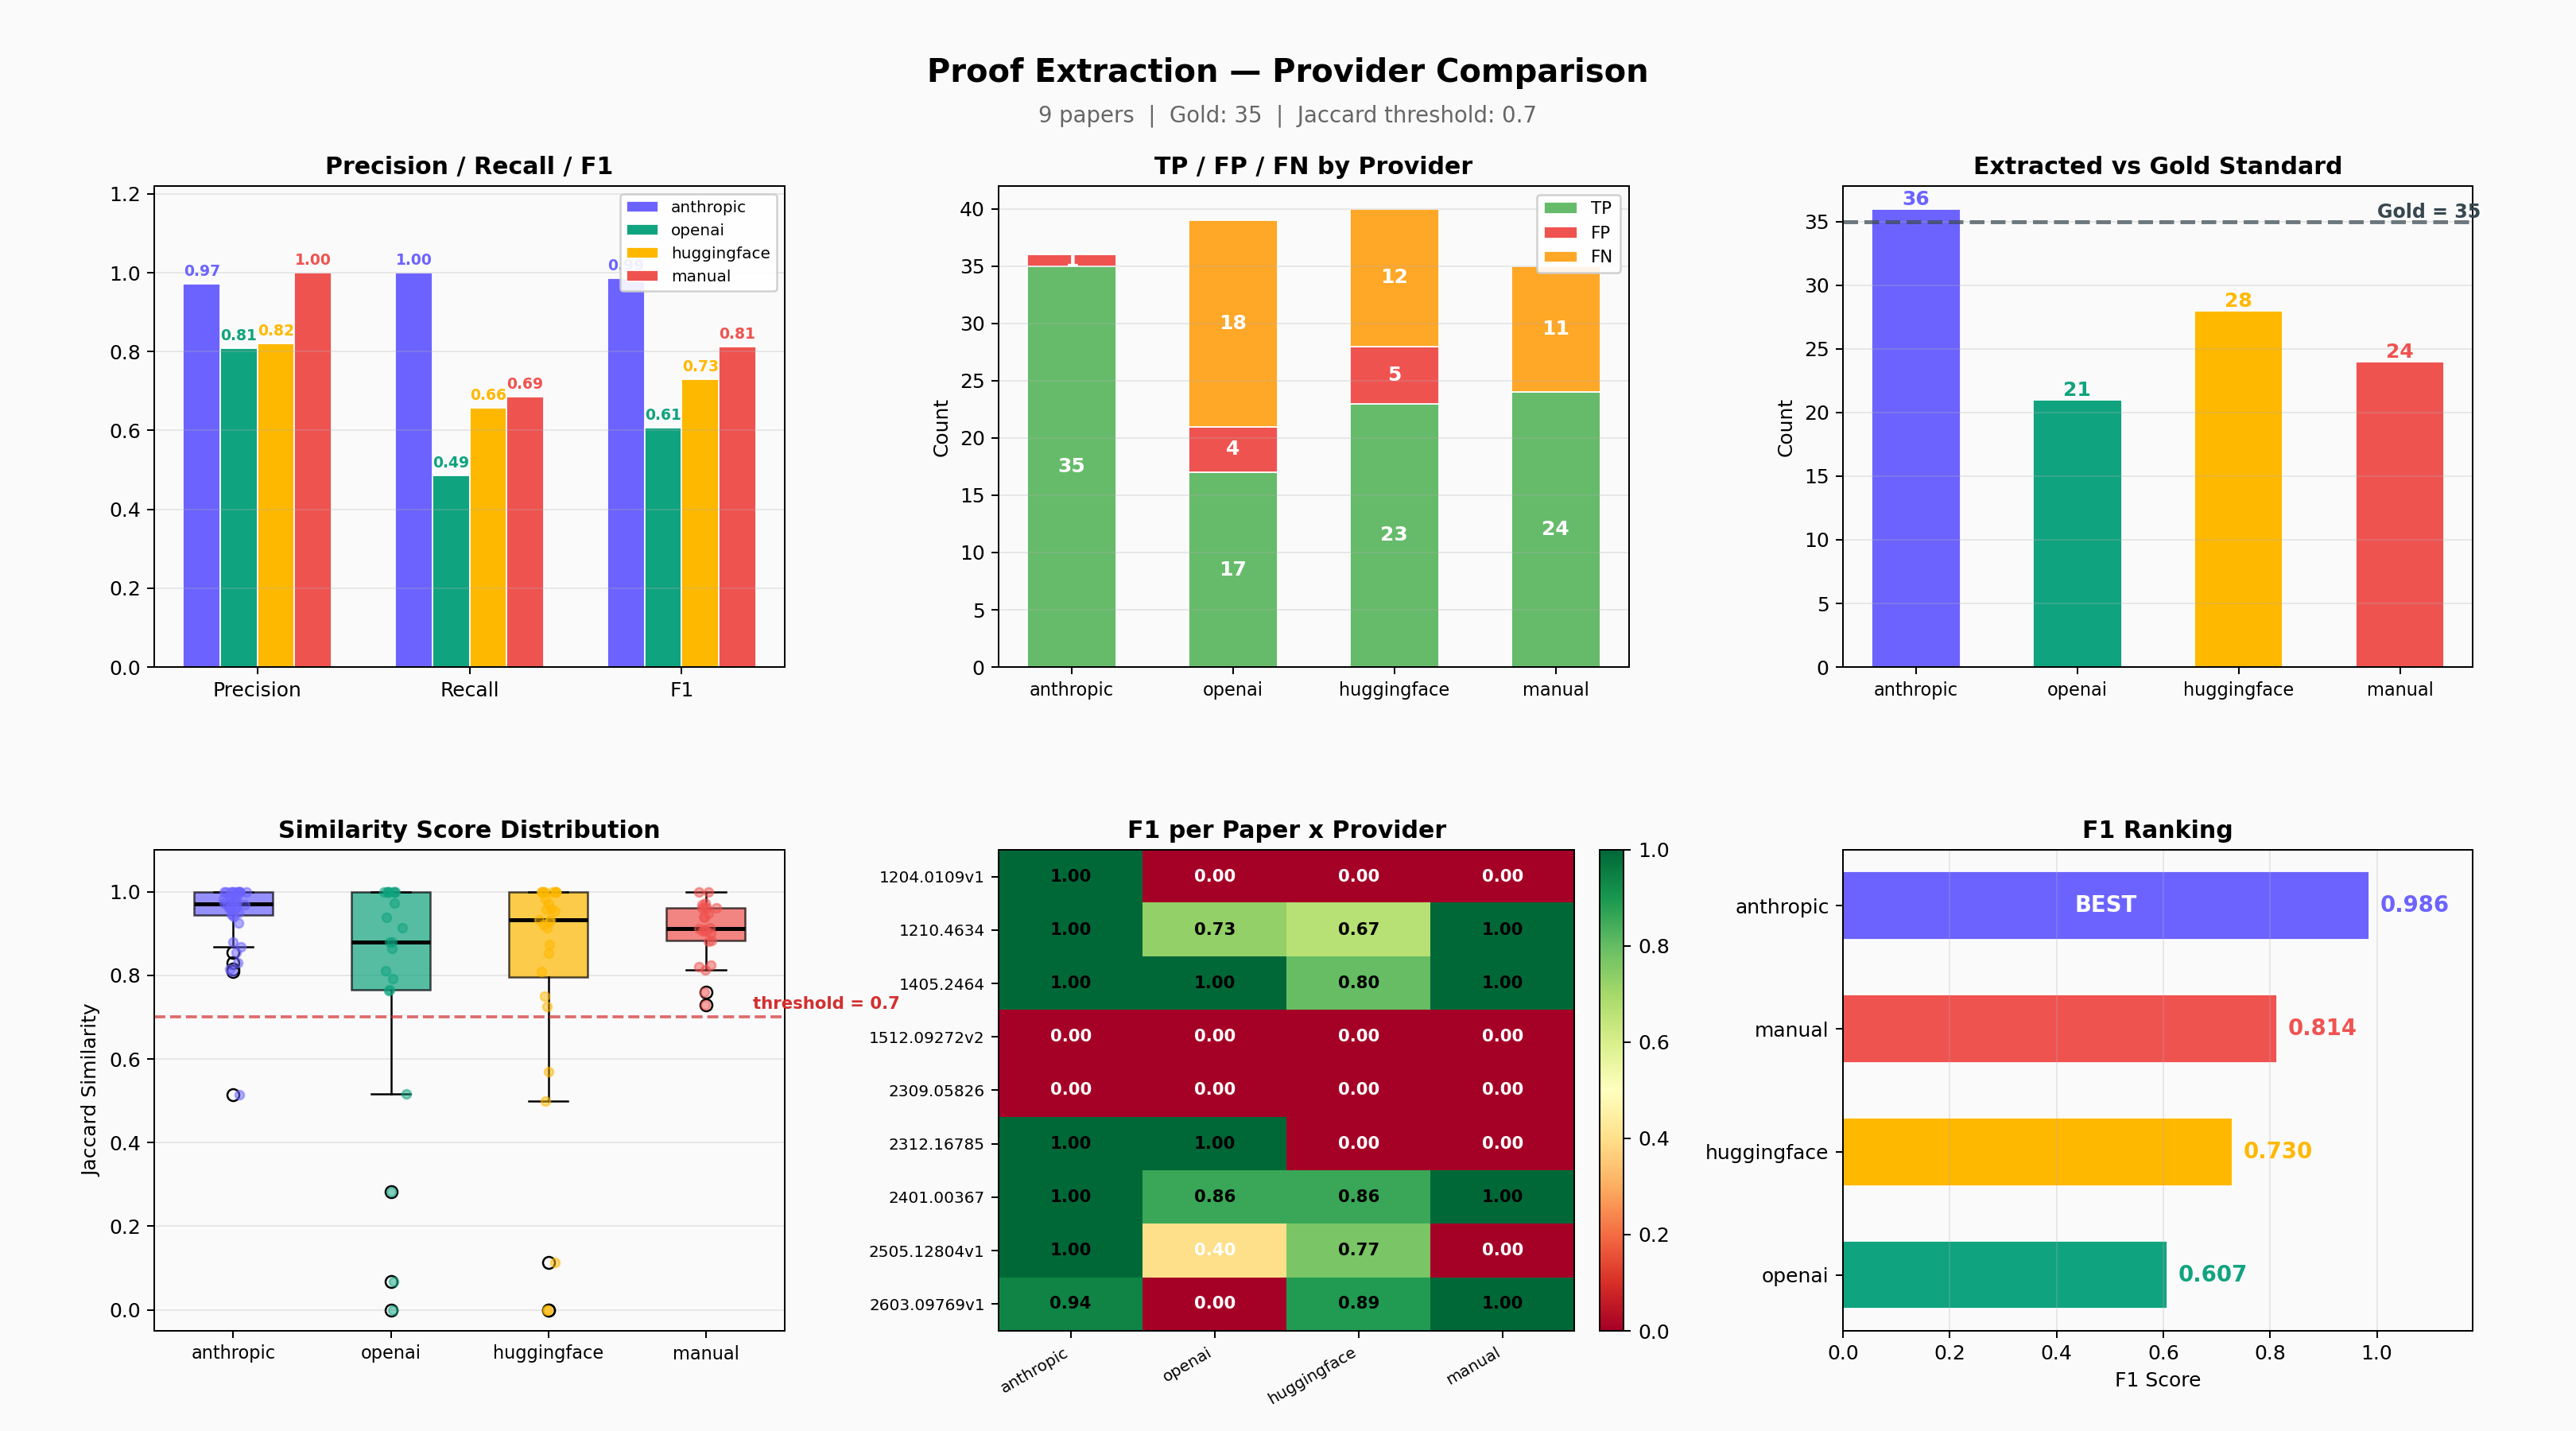 Proof Extraction — Provider Comparison
9 papers | Gold: 35 | Jaccard threshold: 0.7
Precision / Recall / F1
1.2
1.0
0.8
0.6
0.4
0.2
0.0
0.97
0.81
0.82
1.00
1.00
0.49
0.66
0.69
0.99
0.61
0.73
0.81
anthropic
openai
huggingface
manual
Precision
Recall
F1
TP / FP / FN by Provider
Count
40
35
30
25
20
15
10
5
0
TP
FP
FN
1
35
18
4
17
12
5
23
11
24
anthropic
openai
huggingface
manual
Extracted vs Gold Standard
Count
35
30
25
20
15
10
5
0
Gold = 35
36
21
28
24
anthropic
openai
huggingface
manual
Similarity Score Distribution
Jaccard Similarity
1.0
0.8
0.6
0.4
0.2
0.0
threshold = 0.7
anthropic
openai
huggingface
manual
F1 per Paper x Provider
1204.0109v1 1.00 0.00 0.00 0.00
1210.4634 1.00 0.73 0.67 1.00
1405.2464 1.00 1.00 0.80 1.00
1512.09272v2 0.00 0.00 0.00 0.00
2309.05826 0.00 0.00 0.00 0.00
2312.16785 1.00 1.00 0.00 0.00
2401.00367 1.00 0.86 0.86 1.00
2505.12804v1 1.00 0.40 0.77 0.00
2603.09769v1 0.94 0.00 0.89 1.00
anthropic
openai
huggingface
manual
1.0
0.8
0.6
0.4
0.2
0.0
F1 Ranking
anthropic BEST 0.986
manual 0.814
huggingface 0.730
openai 0.607
0.0 0.2 0.4 0.6 0.8 1.0
F1 Score